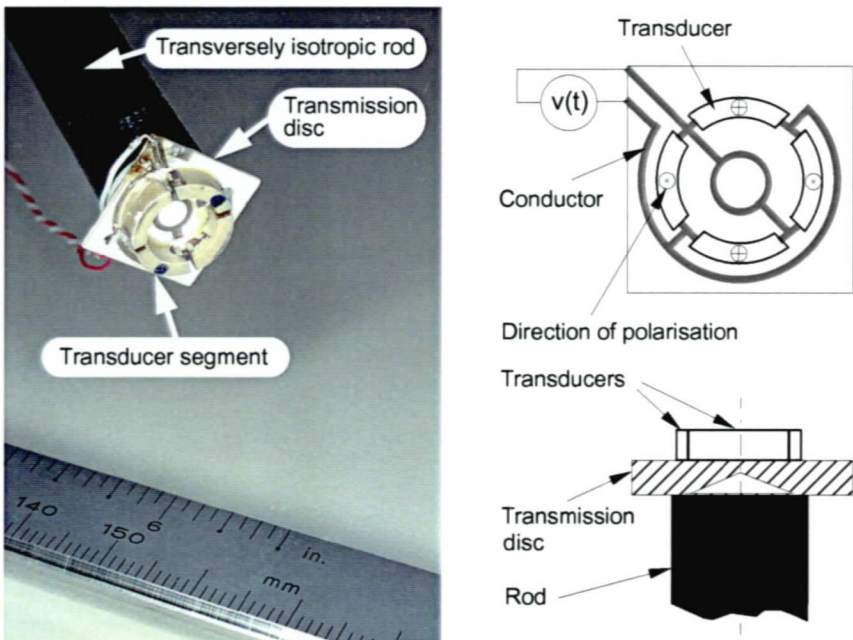 Transversely isotropic rod
Transmission
disc
Transducer segment
140
150
6
in.
mm
Transducer
v(t)
Conductor
Direction of polarisation
Transducers
Transmission
disc
Rod